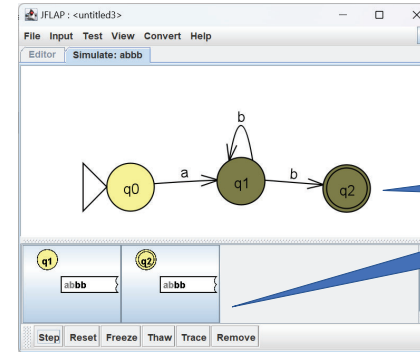 JFLAP : <untitled3>
File Input Test View Convert Help
Editor Simulate: abbb
b
q0 a q1 b q2
q1 q2
abbb abbb
Step Reset Freeze Thaw Trace Remove